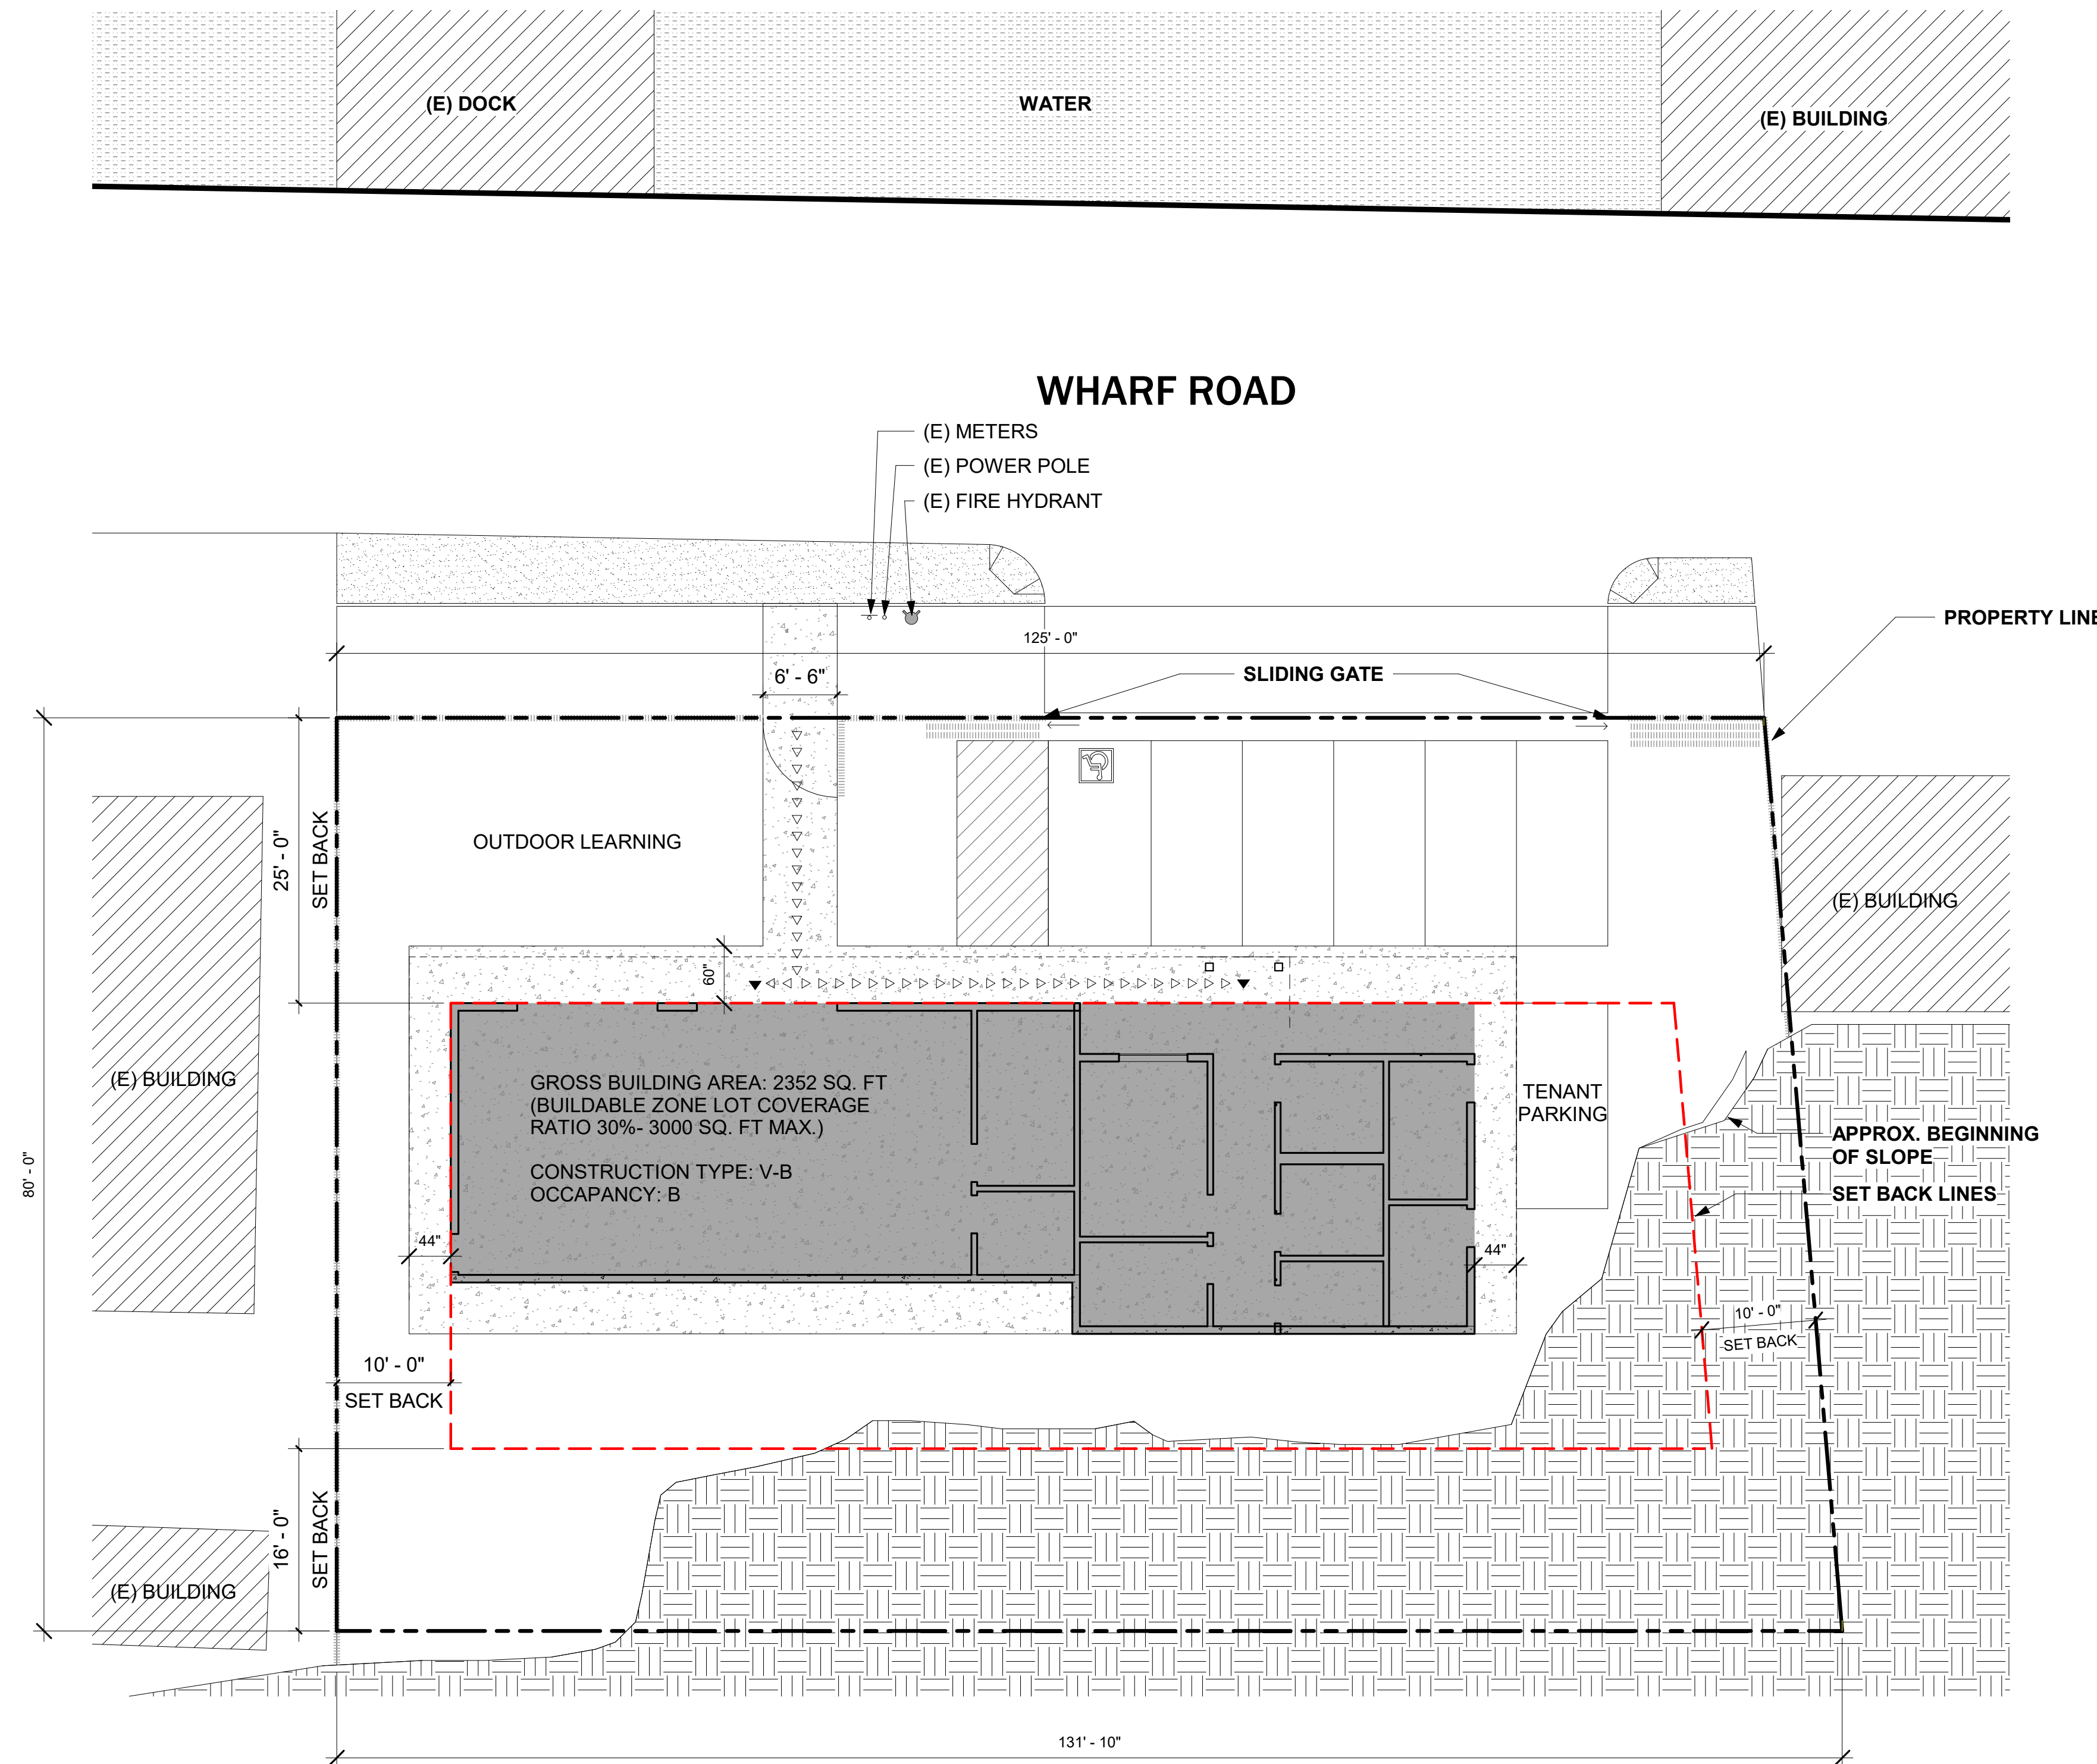 (E) DOCK
WATER
(E) BUILDING
WHARF ROAD
(E) METERS
(E) POWER POLE
(E) FIRE HYDRANT
PROPERTY LINE
125' - 0"
6' - 6"
SLIDING GATE
25' - 0"
SET BACK
OUTDOOR LEARNING
(E) BUILDING
60"
(E) BUILDING
GROSS BUILDING AREA: 2352 SQ. FT
(BUILDABLE ZONE LOT COVERAGE
RATIO 30%- 3000 SQ. FT MAX.)
CONSTRUCTION TYPE: V-B
OCCAPANCY: B
TENANT
PARKING
APPROX. BEGINNING
OF SLOPE
SET BACK LINES
80' - 0"
44"
44"
10' - 0"
SET BACK
10' - 0"
SET BACK
16' - 0"
SET BACK
(E) BUILDING
131' - 10"